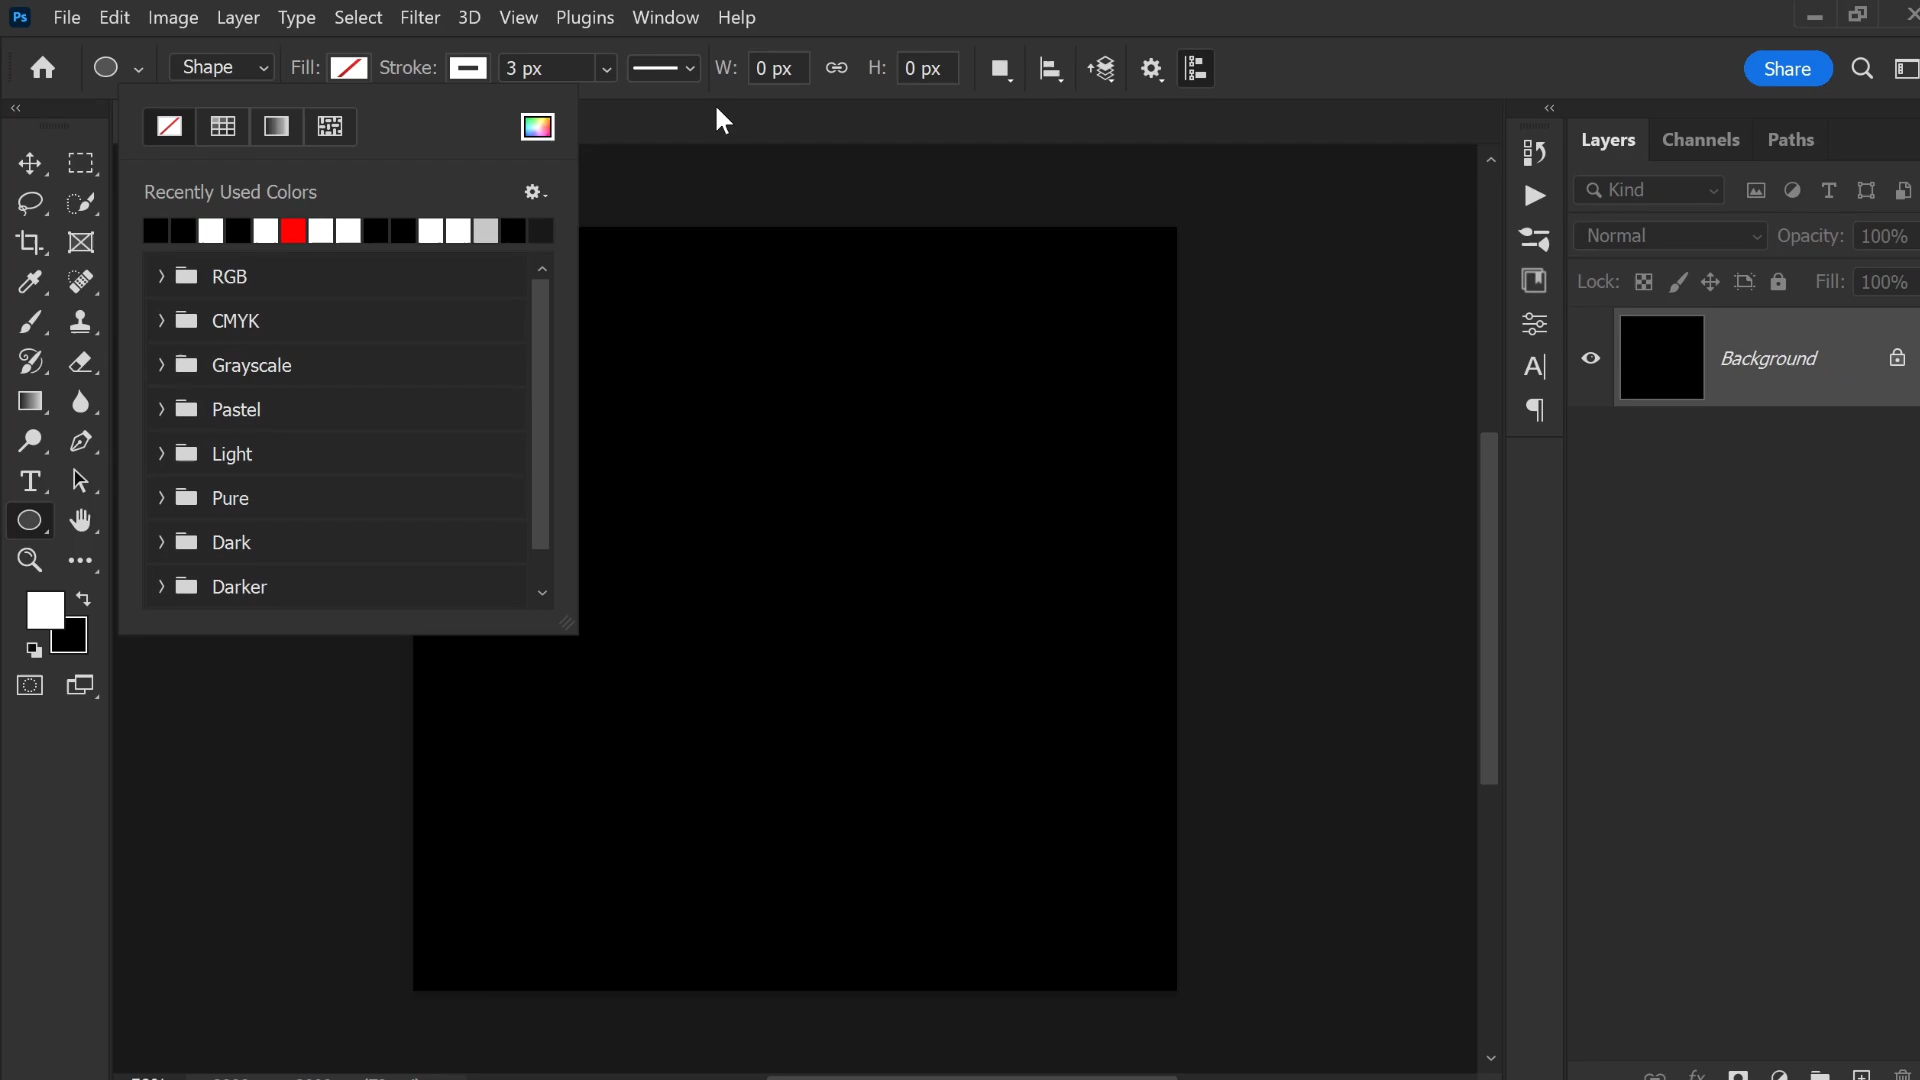 Ps File Edit Image Layer Type Select Filter 3D View Plugins Window Help
Shape Fill: Stroke: 3 px W: 0 px H: 0 px Share
Layers Channels Paths
Kind
Recently Used Colors
Normal Opacity: 100%
RGB
Lock: Fill: 100%
CMYK
Grayscale
Background
Pastel
Light
Pure
Dark
Darker